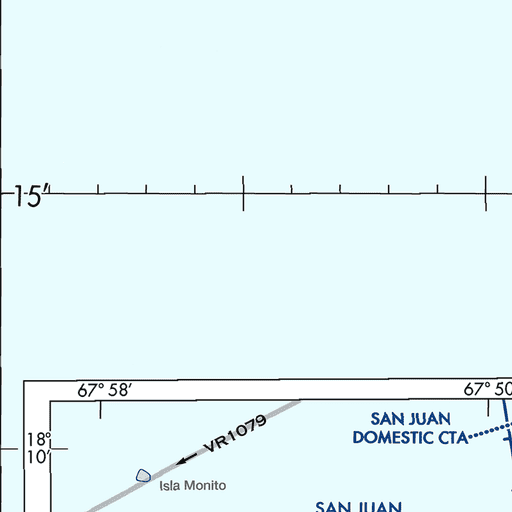 15'
67° 58'
67° 50
SAN JUAN
DOMESTIC CTA
VR1079
18°
10'
Isla Monito
SAN JUAN